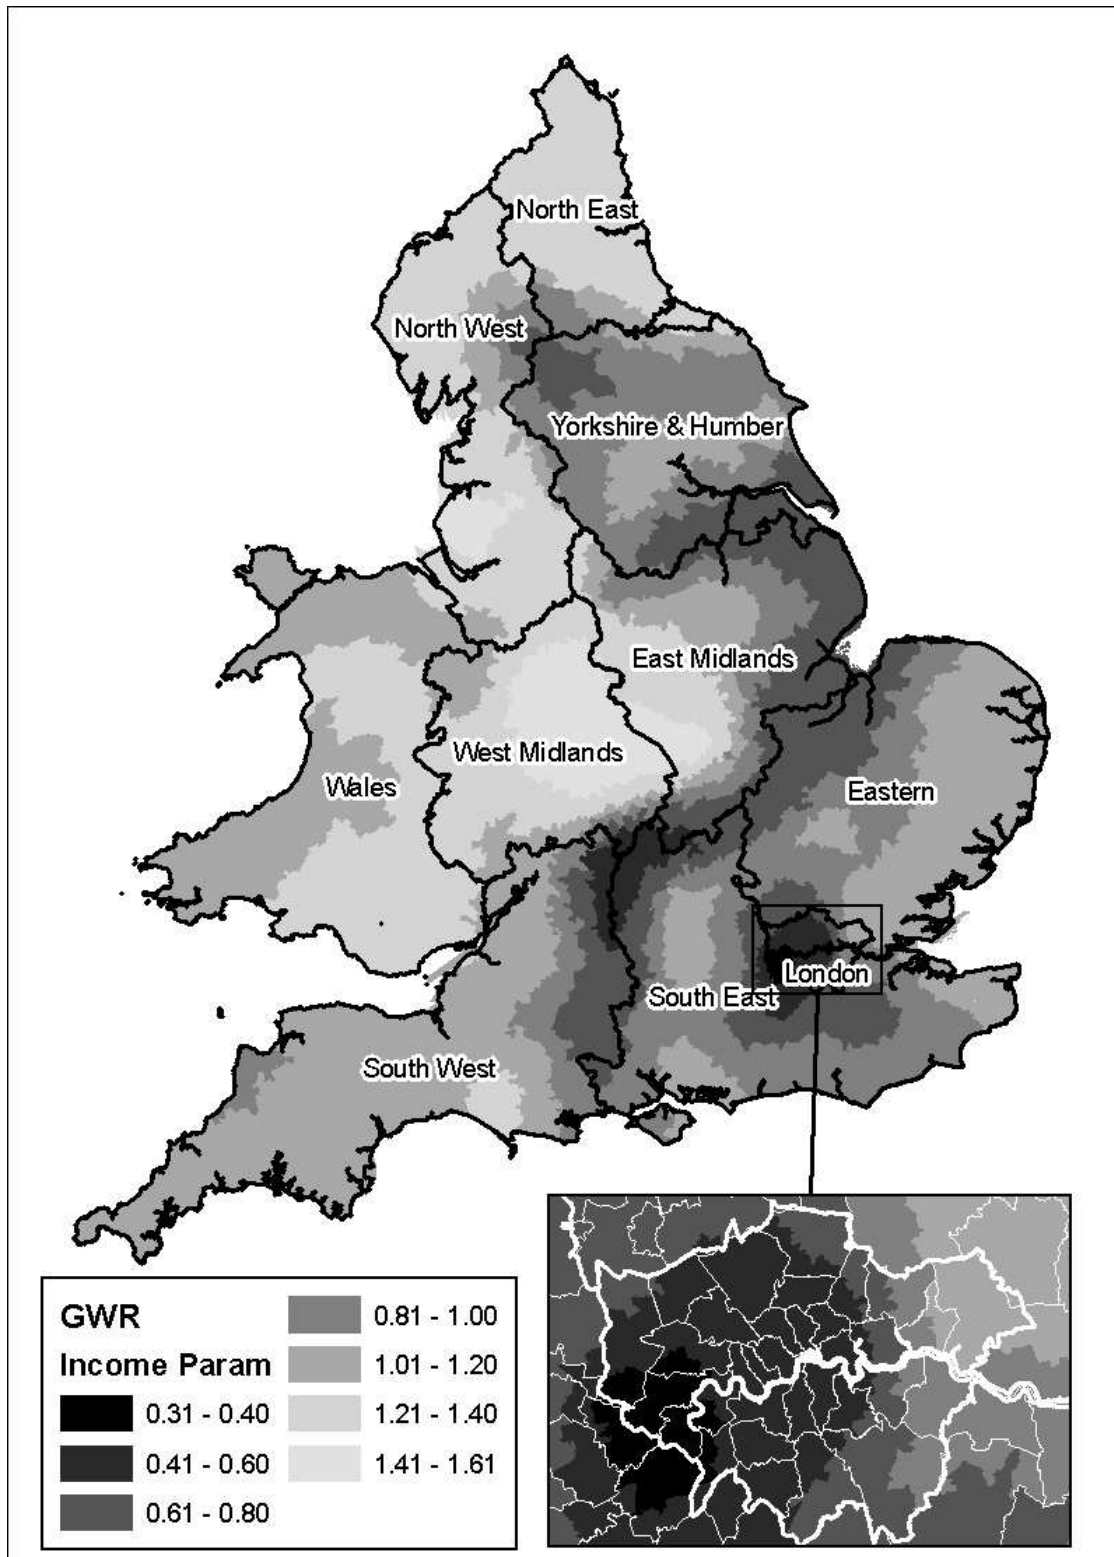 North East
North West
Yorkshire & Humber
East Midlands
West Midlands
Wales
Eastern
London
South East
South West
GWR
Income Param
0.31 - 0.40
0.41 - 0.60
0.61 - 0.80
0.81 - 1.00
1.01 - 1.20
1.21 - 1.40
1.41 - 1.61